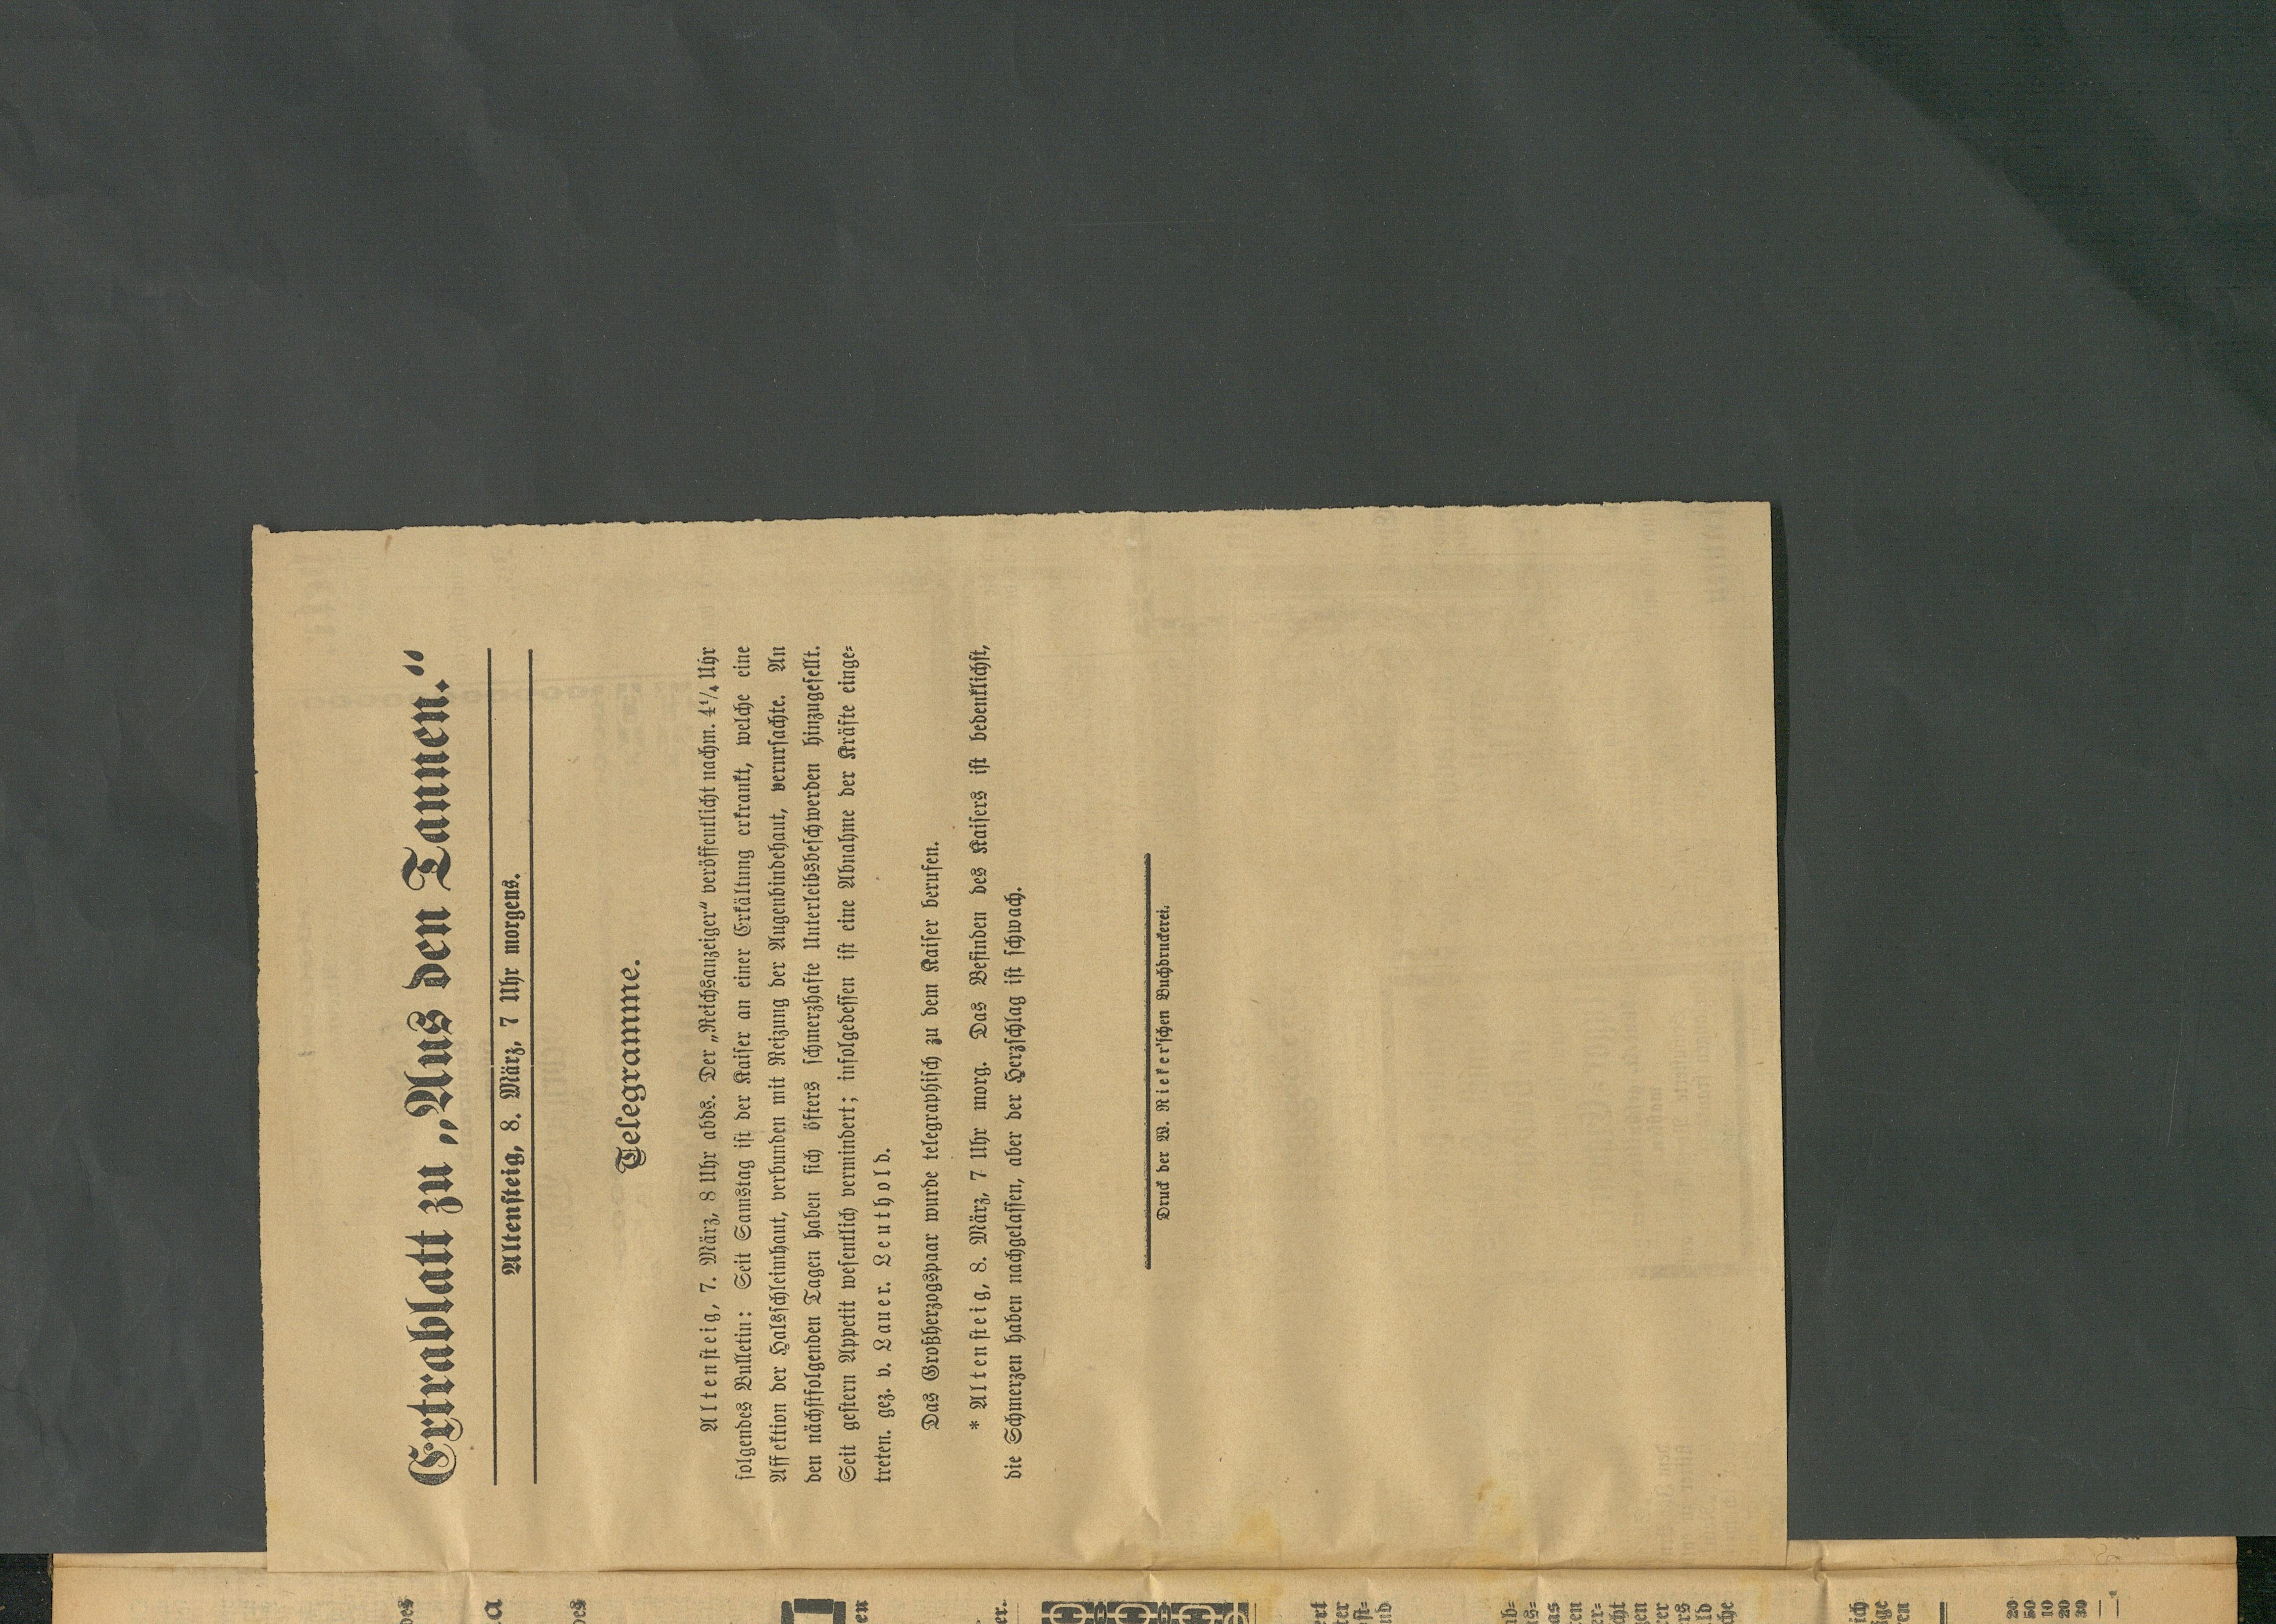 Extrablatt zu „Aus den Tannen.“
Altensteig, 8. März, 7 Uhr morgens.
Telegramme.
Altensteig, 7. März, 8 Uhr abds. Der „Reichsanzeiger“ veröffentlicht nachm. 4¼ Uhr
folgendes Bulletin: Seit Samstag ist der Kaiser an einer Erkältung erkrankt, welche eine
Affektion der Halsschleimhaut, verbunden mit Reizung der Augenbindehaut, verursachte. An
den nächstfolgenden Tagen haben sich öfters schmerzhafte Unterleibsbeschwerden hinzugesellt.
Seit gestern Appetit wesentlich vermindert; infolgedessen ist eine Abnahme der Kräfte einge-
treten. gez. v. Lauer. Leuthold.
Das Großherzogspaar wurde telegraphisch zu dem Kaiser berufen.
* Altensteig, 8. März, 7 Uhr morg. Das Befinden des Kaisers ist bedenklichst,
die Schmerzen haben nachgelassen, aber der Herzschlag ist schwach.
Druck der W. Rieker'schen Buchdruckerei.